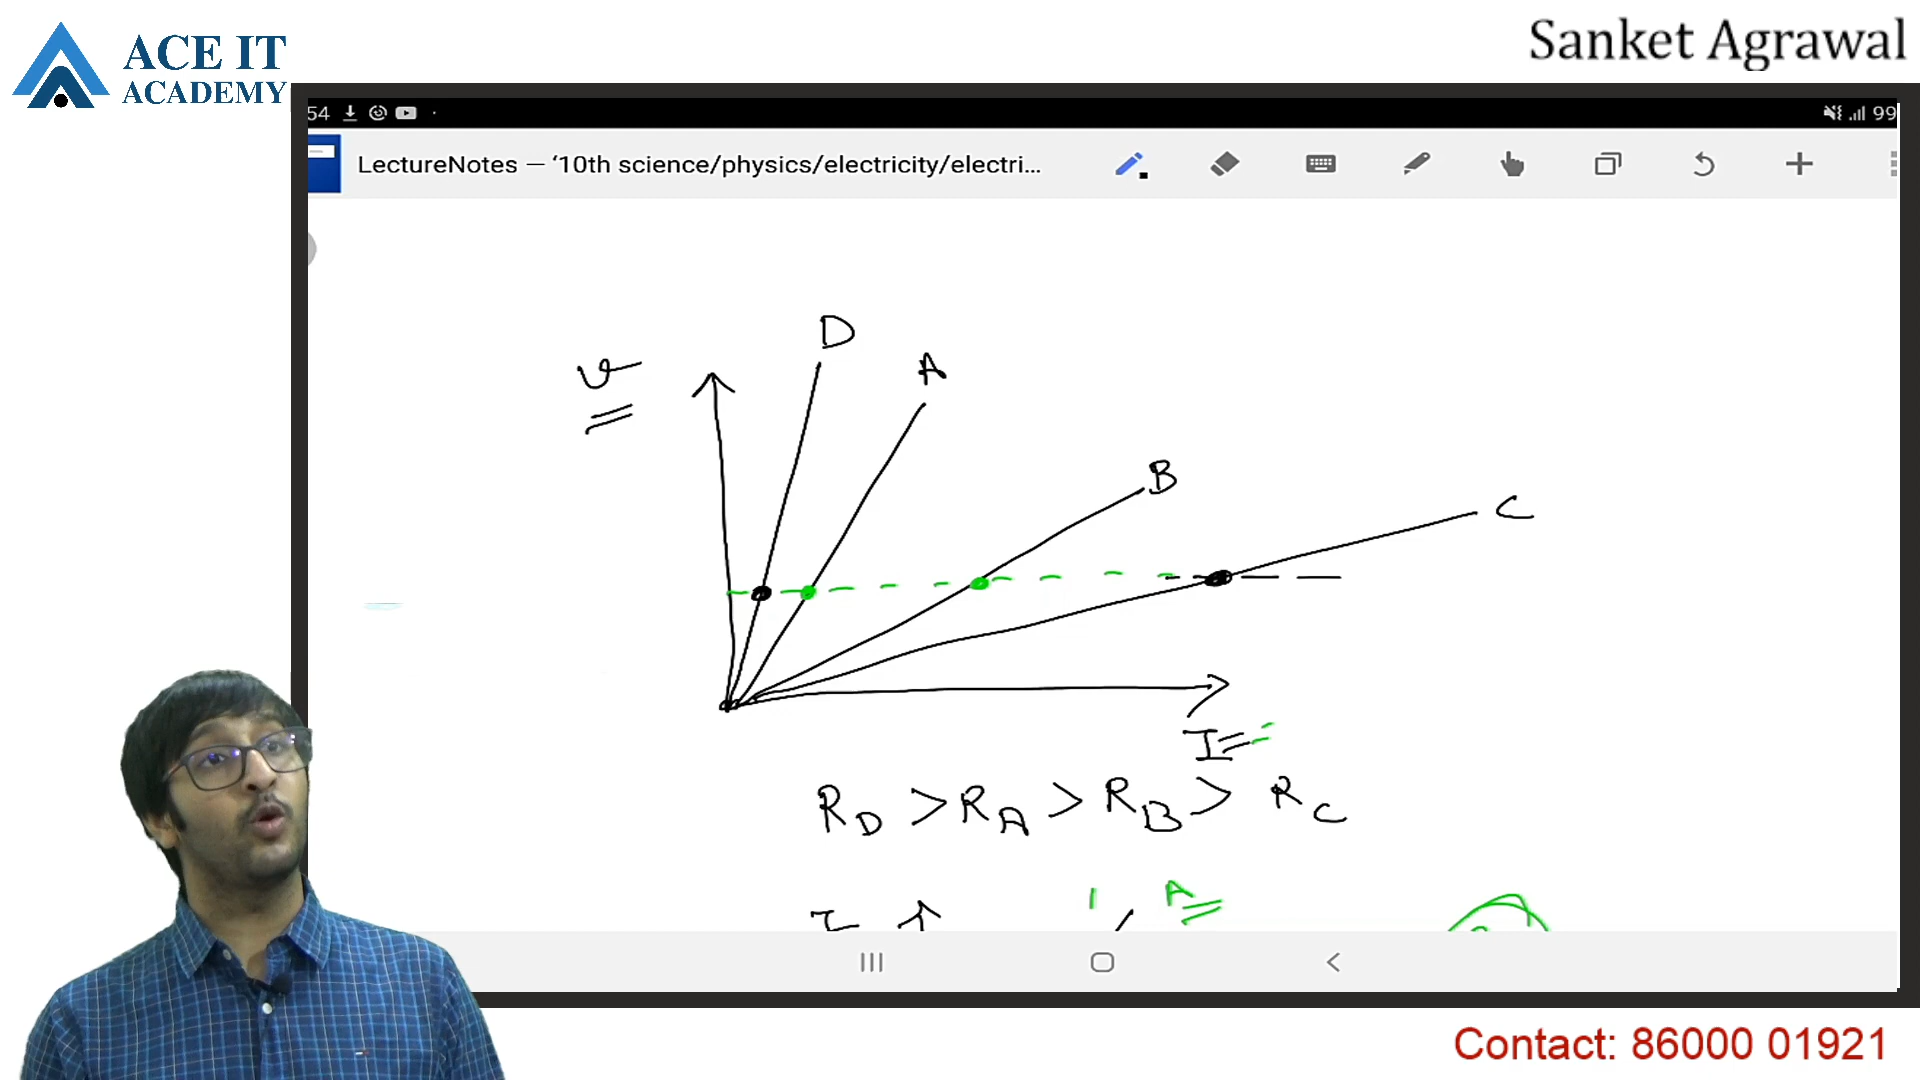 ACE IT
ACADEMY
Sanket Agrawal
54
99
LectureNotes — ‘10th science/physics/electricity/electri...
D
A
V
B
C
I
R_D > R_A > R_B > R_C
I ↑
A
Contact: 86000 01921